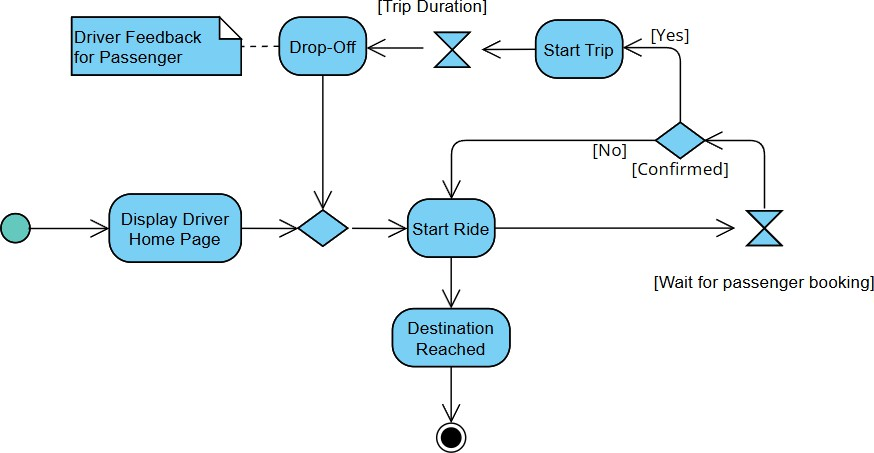 [Trip Duration]
Driver Feedback
for Passenger
Drop-Off
Start Trip
[Yes]
[No]
[Confirmed]
Display Driver
Home Page
Start Ride
[Wait for passenger booking]
Destination
Reached